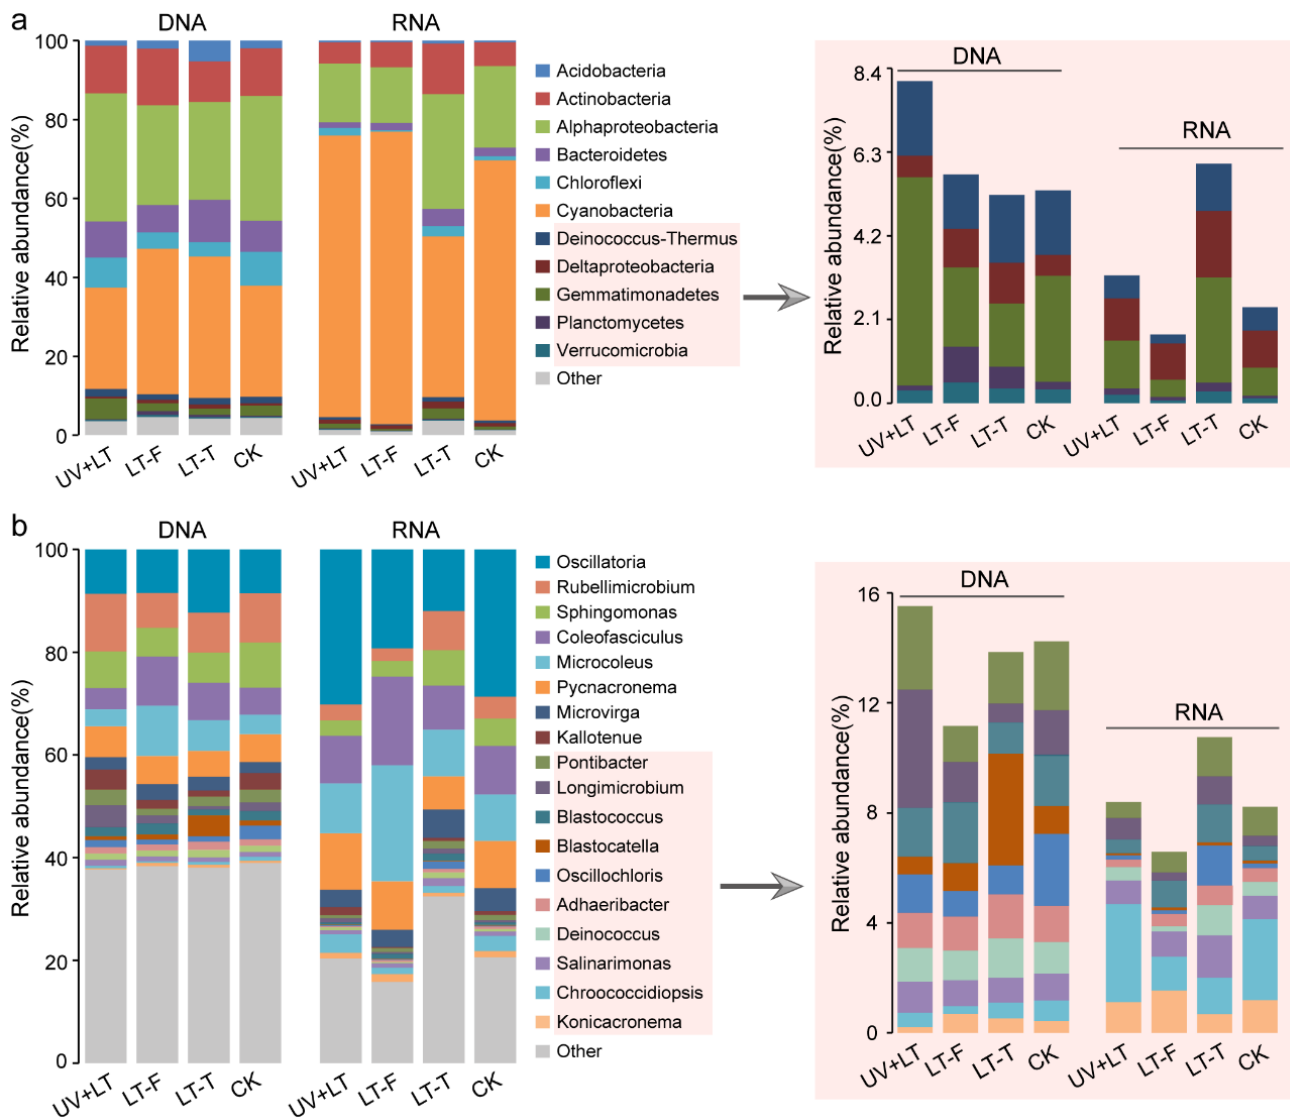 a
DNA
RNA
Relative abundance(%)
100
80
60
40
20
0
UV+LT
LT-F
LT-T
CK
UV+LT
LT-F
LT-T
CK
Acidobacteria
Actinobacteria
Alphaproteobacteria
Bacteroidetes
Chloroflexi
Cyanobacteria
Deinococcus-Thermus
Deltaproteobacteria
Gemmatimonadetes
Planctomycetes
Verrucomicrobia
Other
DNA
RNA
Relative abundance(%)
8.4
6.3
4.2
2.1
0.0
UV+LT
LT-F
LT-T
CK
UV+LT
LT-F
LT-T
CK
b
DNA
RNA
Relative abundance(%)
100
80
60
40
20
0
UV+LT
LT-F
LT-T
CK
UV+LT
LT-F
LT-T
CK
Oscillatoria
Rubellimicrobium
Sphingomonas
Coleofasciculus
Microcoleus
Pycnacronema
Microvirga
Kallotenue
Pontibacter
Longimicrobium
Blastococcus
Blastocatella
Oscillochloris
Adhaeribacter
Deinococcus
Salinarimonas
Chroococcidiopsis
Konicacronema
Other
DNA
RNA
Relative abundance(%)
16
12
8
4
0
UV+LT
LT-F
LT-T
CK
UV+LT
LT-F
LT-T
CK